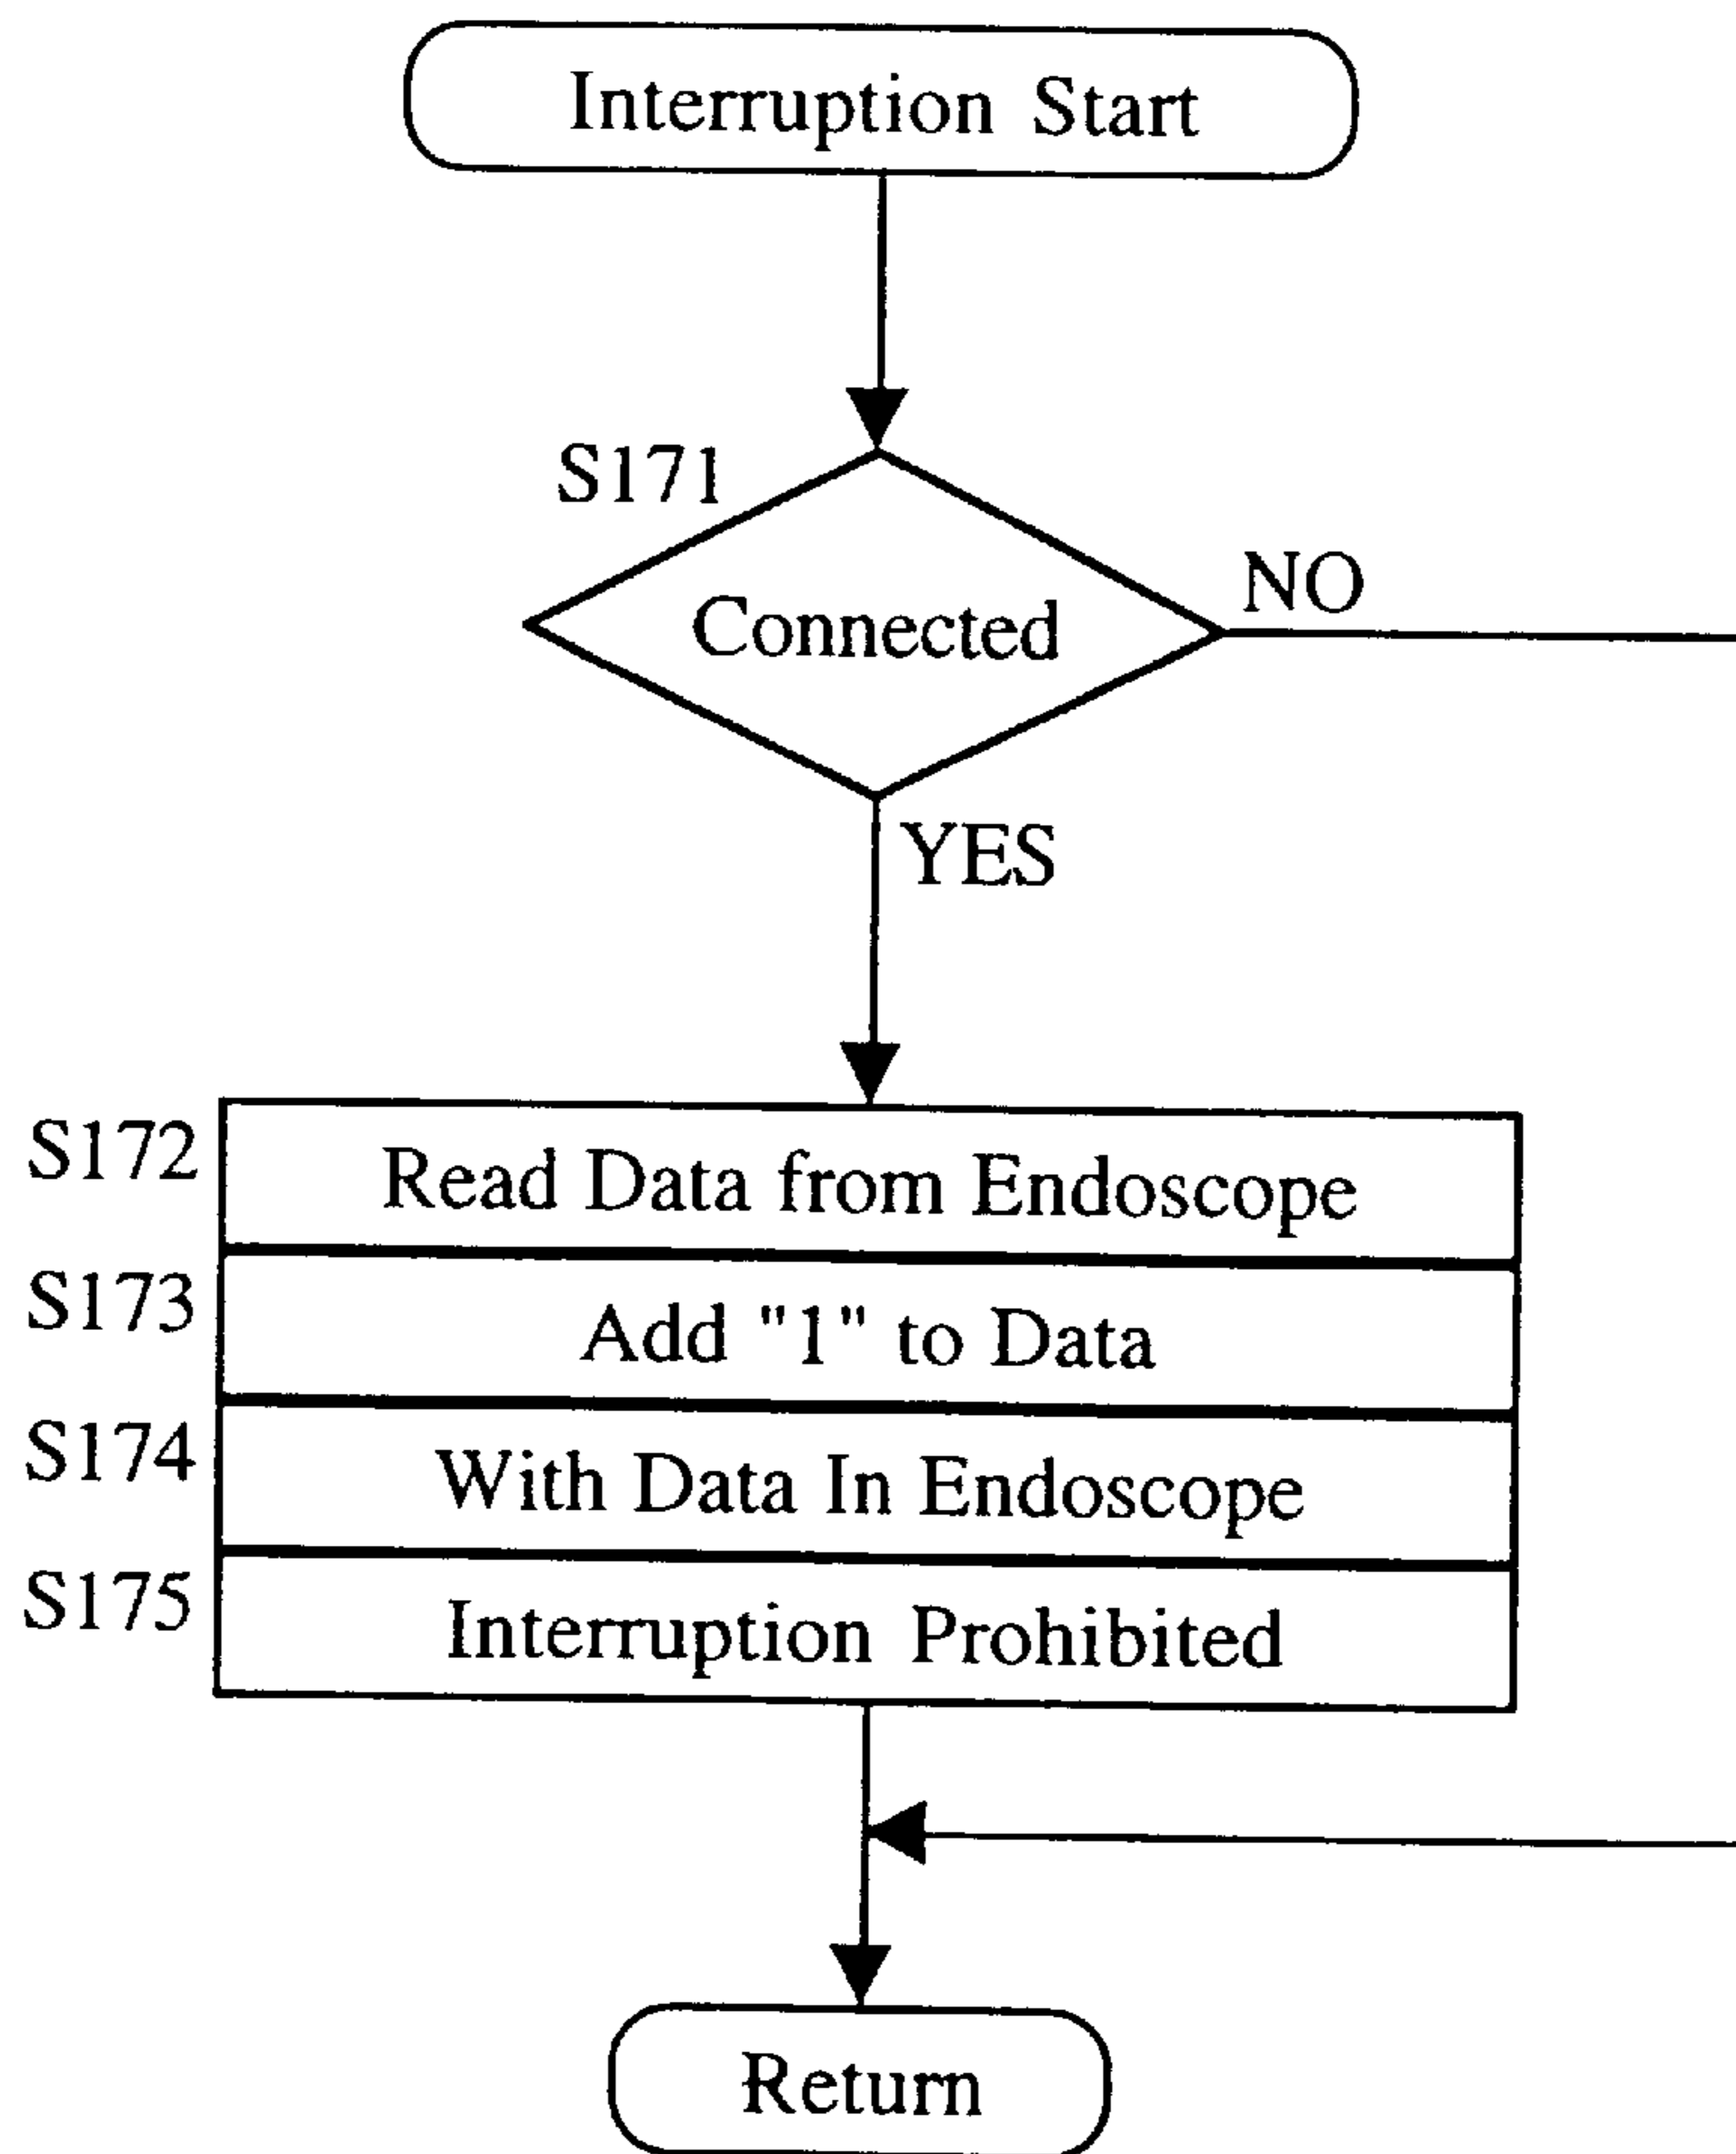 Interruption Start
S171
Connected
NO
YES
S172
Read Data from Endoscope
S173
Add "1" to Data
S174
With Data In Endoscope
S175
Interruption Prohibited
Return